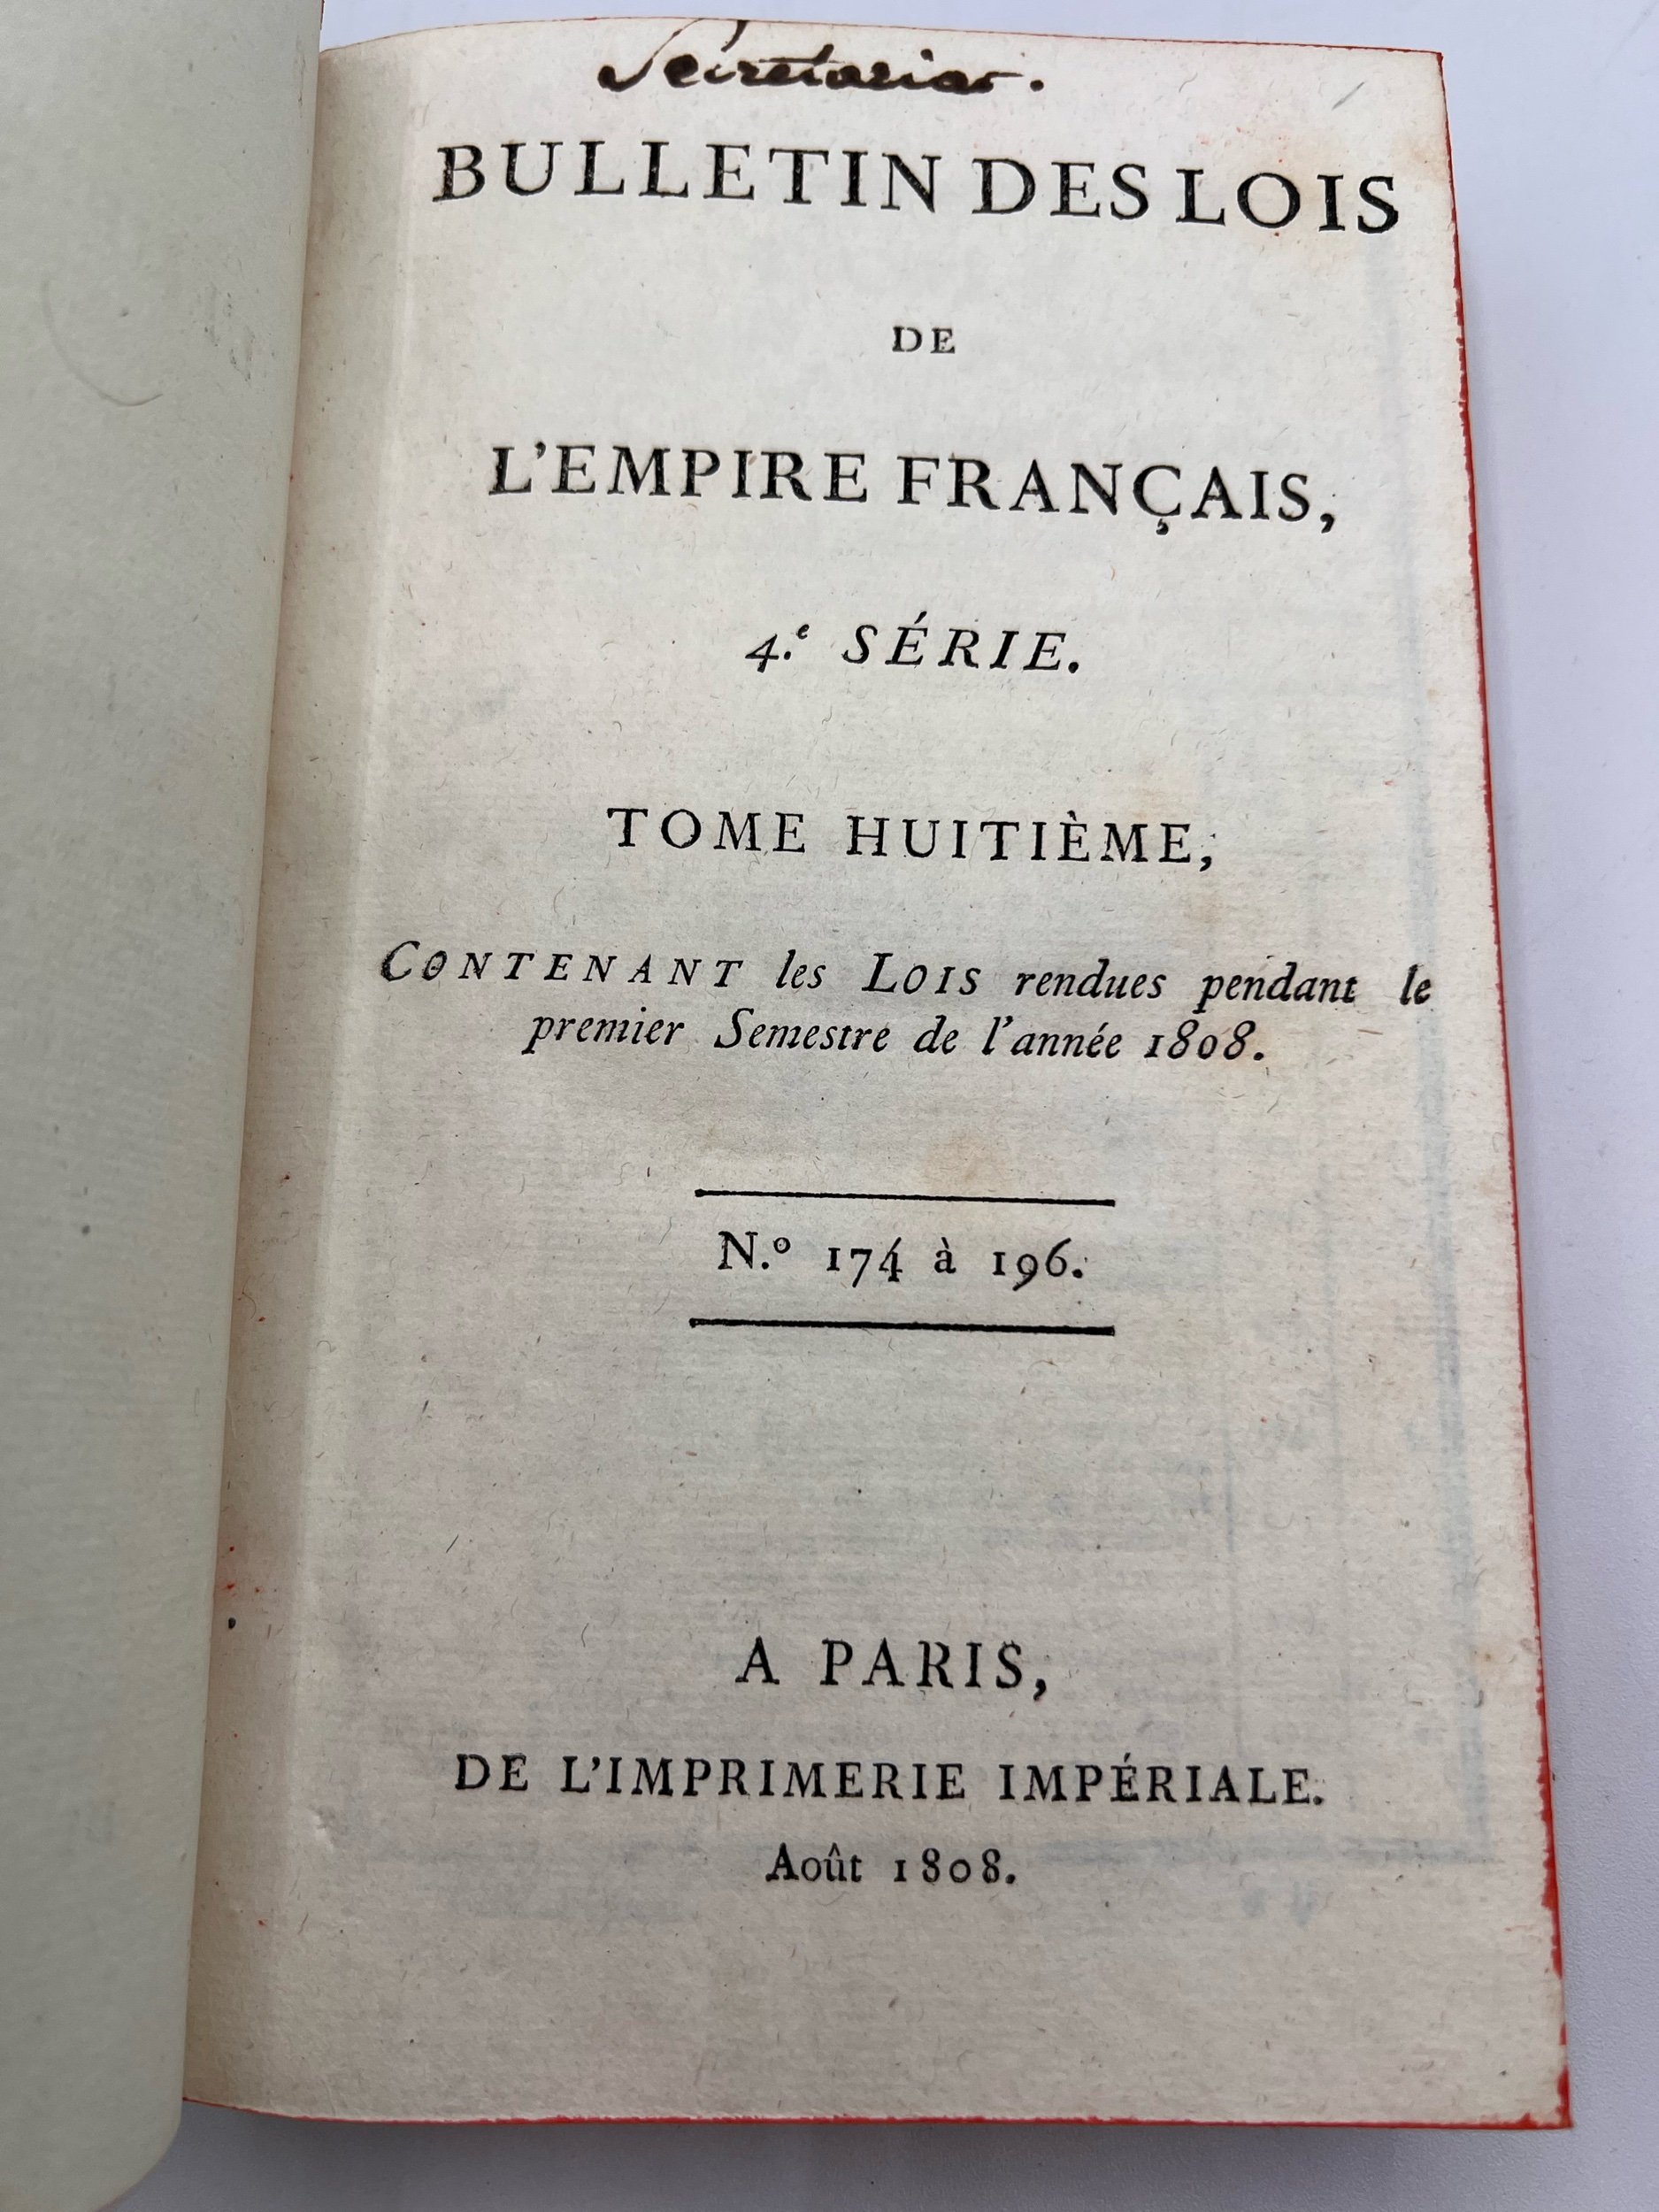 Secretariat.
BULLETIN DES LOIS
DE
L'EMPIRE FRANÇAIS,
4.e SÉRIE.
TOME HUITIÈME,
CONTENANT les LOIS rendues pendant le
premier Semestre de l'année 1808.
N.o 174 à 196.
A PARIS,
DE L'IMPRIMERIE IMPÉRIALE.
Août 1808.